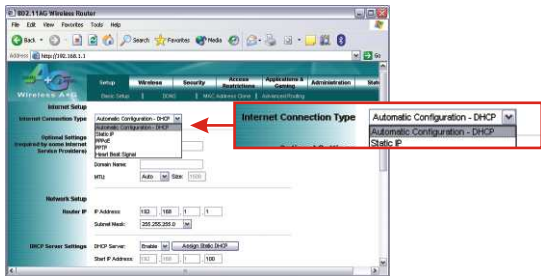 802.11AG Wireless Router
File Edit View Favorites Tools Help
Back Search Favorites Media
Address http://192.168.1.1 Go
Wireless A+G
Setup Wireless Security Access Restrictions Applications & Gaming Administration
Basic Setup | DDNS | MAC Address Clone | Advanced Routing
Internet Setup
Internet Connection Type Automatic Configuration - DHCP
Automatic Configuration - DHCP
Static IP
PPPoE
PPTP
Heart Beat Signal
Optional Settings
(required by some Internet
Service Providers)
Domain Name:
MTU: Auto Size: 1500
Network Setup
Router IP IP Address: 192 . 168 . 1 . 1
Subnet Mask: 255.255.255.0
DHCP Server Settings DHCP Server: Enable Assign Static DHCP
Start IP Address: 192 . 168 . 1 . 100
Internet Connection Type Automatic Configuration - DHCP
Automatic Configuration - DHCP
Static IP